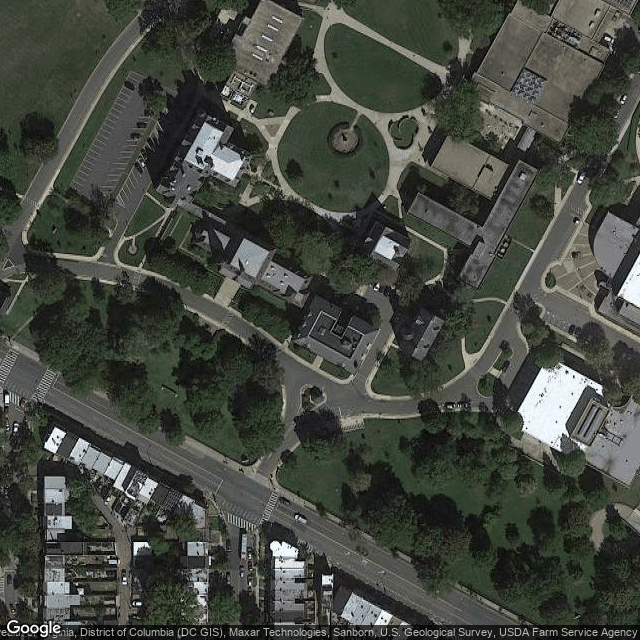 Google
nia, District of Columbia (DC GIS), Maxar Technologies, Sanborn, U.S. Geological Survey, USDA Farm Service Agency